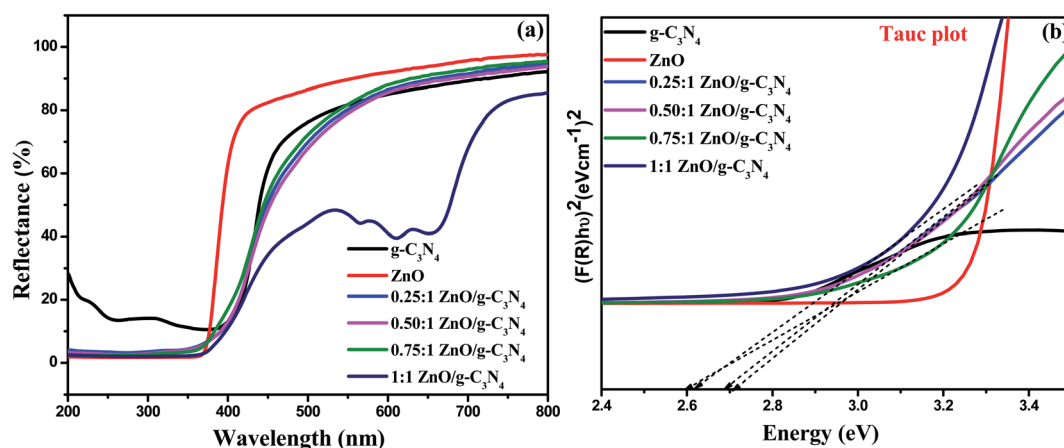 (a)
100
80
60
40
20
0
Reflectance (%)
g-C₃N₄
ZnO
0.25:1 ZnO/g-C₃N₄
0.50:1 ZnO/g-C₃N₄
0.75:1 ZnO/g-C₃N₄
1:1 ZnO/g-C₃N₄
200 300 400 500 600 700 800
Wavelength (nm)
(b)
Tauc plot
g-C₃N₄
ZnO
0.25:1 ZnO/g-C₃N₄
0.50:1 ZnO/g-C₃N₄
0.75:1 ZnO/g-C₃N₄
1:1 ZnO/g-C₃N₄
(F(R)hυ)²(eVcm⁻¹)²
2.4 2.6 2.8 3.0 3.2 3.4
Energy (eV)